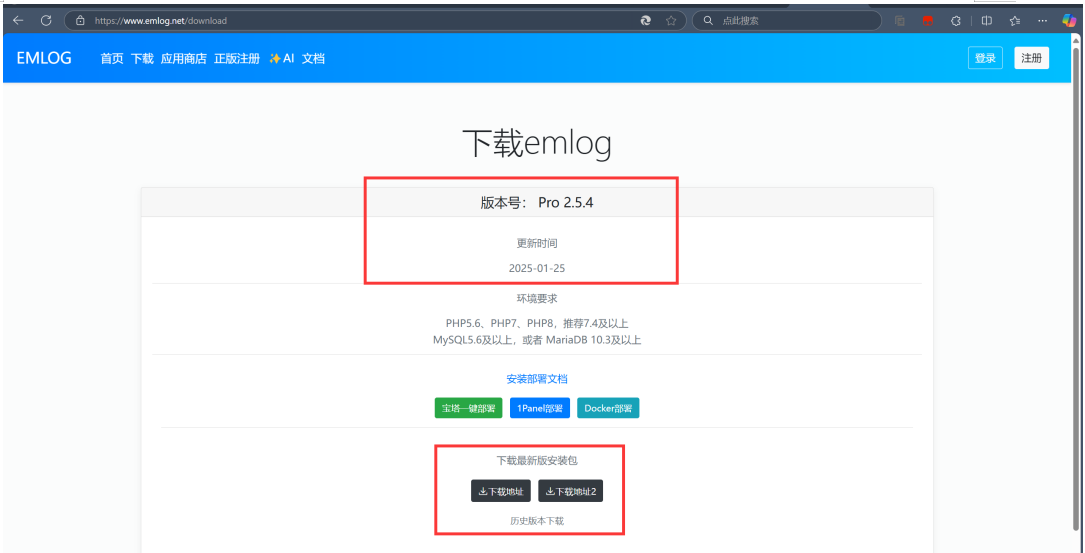 https://www.emlog.net/download
点此搜索
EMLOG 首页 下载 应用商店 正版注册 ✨AI 文档 登录 注册
下载emlog
版本号： Pro 2.5.4
更新时间
2025-01-25
环境要求
PHP5.6、PHP7、PHP8，推荐7.4及以上
MySQL5.6及以上，或者 MariaDB 10.3及以上
安装部署文档
宝塔一键部署 1Panel部署 Docker部署
下载最新版安装包
下载地址 下载地址2
历史版本下载